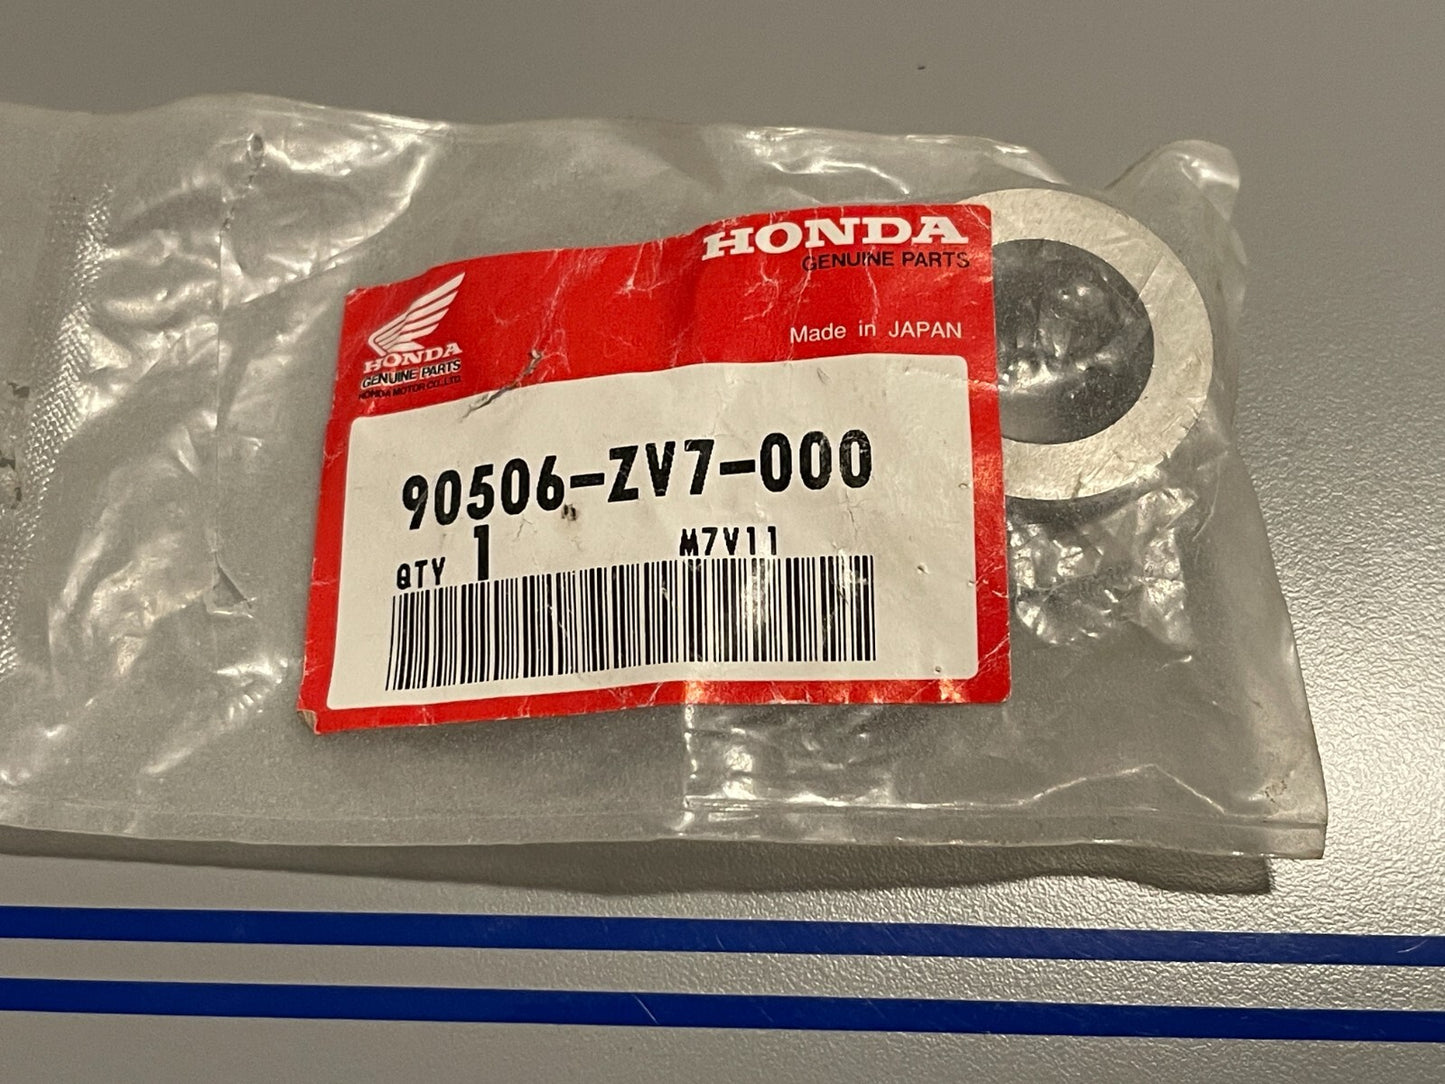 HONDA
GENUINE PARTS
Made in JAPAN
HONDA
GENUINE PARTS
HONDA MOTOR CO., LTD.
90506-ZV7-000
QTY 1 M7V11